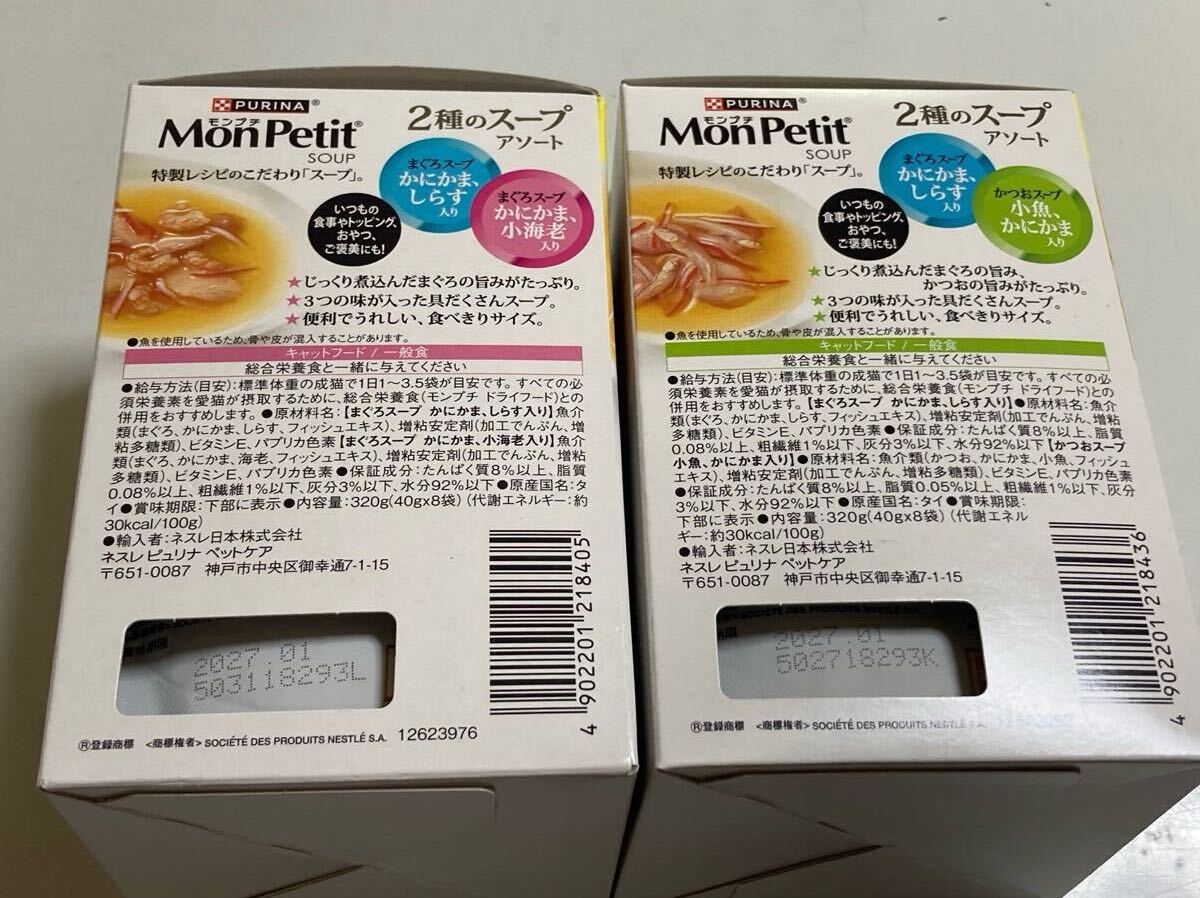 PURINA®
モンプチ
MonPetit®
SOUP
2種のスープ
アソート
特製レシピのこだわり「スープ」。
まぐろスープ
かにかま、
しらす
入り
まぐろスープ
かにかま、
小海老
入り
いつもの
食事やトッピング、
おやつ、
ご褒美にも!
★じっくり煮込んだまぐろの旨みがたっぷり。
★3つの味が入った具だくさんスープ。
★便利でうれしい、食べきりサイズ。
●魚を使用しているため、骨や皮が混入することがあります。
キャットフード / 一般食
総合栄養食と一緒に与えてください
●給与方法(目安):標準体重の成猫で1日1〜3.5袋が目安です。すべての必
須栄養素を愛猫が摂取するために、総合栄養食(モンプチ ドライフード)との
併用をおすすめします。●原材料名:【まぐろスープ かにかま、しらす入り】魚介
類(まぐろ、かにかま、しらす、フィッシュエキス)、増粘安定剤(加工でんぷん、増粘
多糖類)、ビタミンE、パプリカ色素【まぐろスープ かにかま、小海老入り】魚介
類(まぐろ、かにかま、海老、フィッシュエキス)、増粘安定剤(加工でんぷん、増粘多
糖類)、ビタミンE、パプリカ色素 ●保証成分:たんぱく質8%以上、脂質
0.08%以上、粗繊維1%以下、灰分3%以下、水分92%以下 ●原産国名:タ
イ●賞味期限:下部に表示●内容量:320g(40gx8袋) (代謝エネルギー:約
30kcal/100g)
●輸入者:ネスレ日本株式会社
ネスレ ピュリナ ペットケア
〒651-0087 神戸市中央区御幸通7-1-15
賞味期限
2027.01
503118293L
4 902201 218405
®登録商標 <商標権者> SOCIÉTÉ DES PRODUITS NESTLÉ S.A. 12623976
PURINA®
モンプチ
MonPetit®
SOUP
2種のスープ
アソート
特製レシピのこだわり「スープ」。
まぐろスープ
かにかま、
しらす
入り
かつおスープ
小魚、
かにかま
入り
いつもの
食事やトッピング、
おやつ、
ご褒美にも!
★じっくり煮込んだまぐろの旨み、
かつおの旨みがたっぷり。
★3つの味が入った具だくさんスープ。
★便利でうれしい、食べきりサイズ。
●魚を使用しているため、骨や皮が混入することがあります。
キャットフード / 一般食
総合栄養食と一緒に与えてください
●給与方法(目安):標準体重の成猫で1日1〜3.5袋が目安です。すべての必
須栄養素を愛猫が摂取するために、総合栄養食(モンプチ ドライフード)との
併用をおすすめします。【まぐろスープ かにかま、しらす入り】●原材料名:魚介
類(まぐろ、かにかま、しらす、フィッシュエキス)、増粘安定剤(加工でんぷん、増粘
多糖類)、ビタミンE、パプリカ色素 ●保証成分:たんぱく質8%以上、脂質
0.08%以上、粗繊維1%以下、灰分3%以下、水分92%以下【かつおスープ
小魚、かにかま入り】●原材料名:魚介類(かつお、かにかま、小魚、フィッシュ
エキス)、増粘安定剤(加工でんぷん、増粘多糖類)、ビタミンE、パプリカ色素
●保証成分:たんぱく質8%以上、脂質0.05%以上、粗繊維1%以下、灰分
3%以下、水分92%以下 ●原産国名:タイ●賞味期限:
下部に表示●内容量:320g(40gx8袋) (代謝エネル
ギー:約30kcal/100g)
●輸入者:ネスレ日本株式会社
ネスレ ピュリナ ペットケア
〒651-0087 神戸市中央区御幸通7-1-15
SOCIÉTÉ DES PRODUITS NESTLÉ S.A.
2027.01
502718293K
4 902201 218436
®登録商標 <商標権者> SOCIÉTÉ DES PRODUITS NESTLÉ S.A.